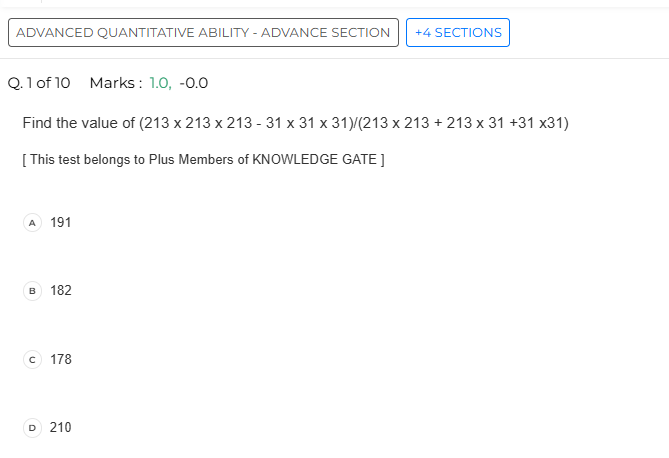 ADVANCED QUANTITATIVE ABILITY - ADVANCE SECTION +4 SECTIONS
Q. 1 of 10 Marks : 1.0, -0.0
Find the value of (213 x 213 x 213 - 31 x 31 x 31)/(213 x 213 + 213 x 31 +31 x31)
[ This test belongs to Plus Members of KNOWLEDGE GATE ]
A 191
B 182
C 178
D 210